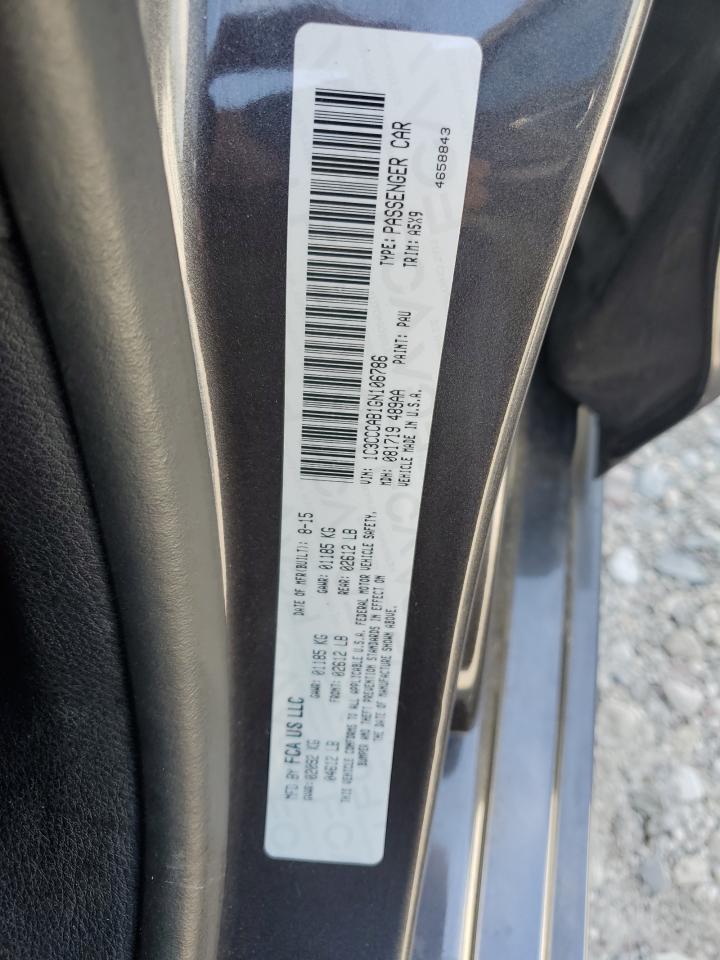 MFD BY FCA US LLC
DATE OF MFR(BUILT): 8-15
GVWR: 02092 KG
GAWR: 01185 KG
GAWR: 01185 KG
04612 LB
FRONT: 02612 LB
REAR: 02612 LB
THIS VEHICLE CONFORMS TO ALL APPLICABLE U.S.A. FEDERAL MOTOR VEHICLE SAFETY,
BUMPER AND THEFT PREVENTION STANDARDS IN EFFECT ON
THE DATE OF MANUFACTURE SHOWN ABOVE.
VIN: 1C3CCCAB1GN106786
TYPE: PASSENGER CAR
MDH: 081719 489AA
PAINT: PAU
TRIM: A5X9
VEHICLE MADE IN U.S.A.
4658843